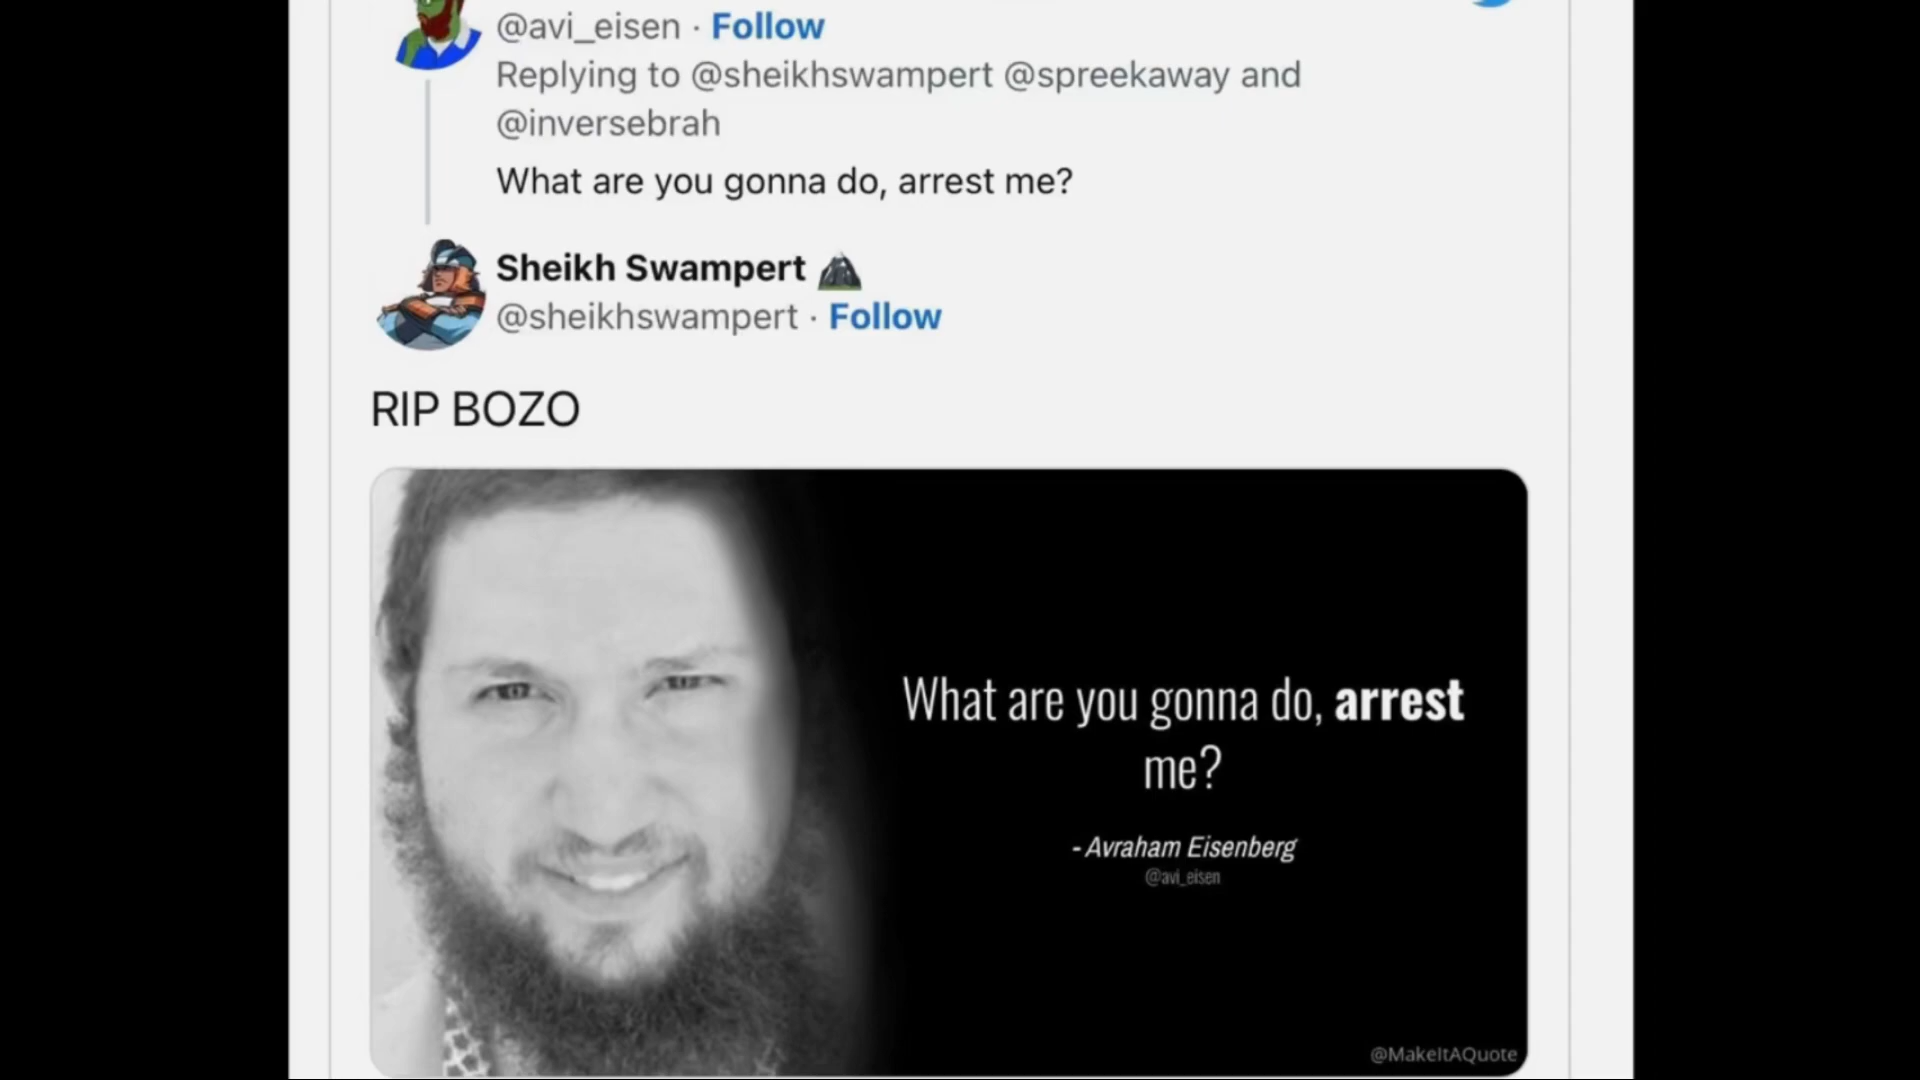 @avi_eisen · Follow
Replying to @sheikhswampert @spreekaway and
@inversebrah
What are you gonna do, arrest me?
Sheikh Swampert
@sheikhswampert · Follow
RIP BOZO
What are you gonna do, arrest
me?
- Avraham Eisenberg
@avi_eisen
@MakeItAQuote